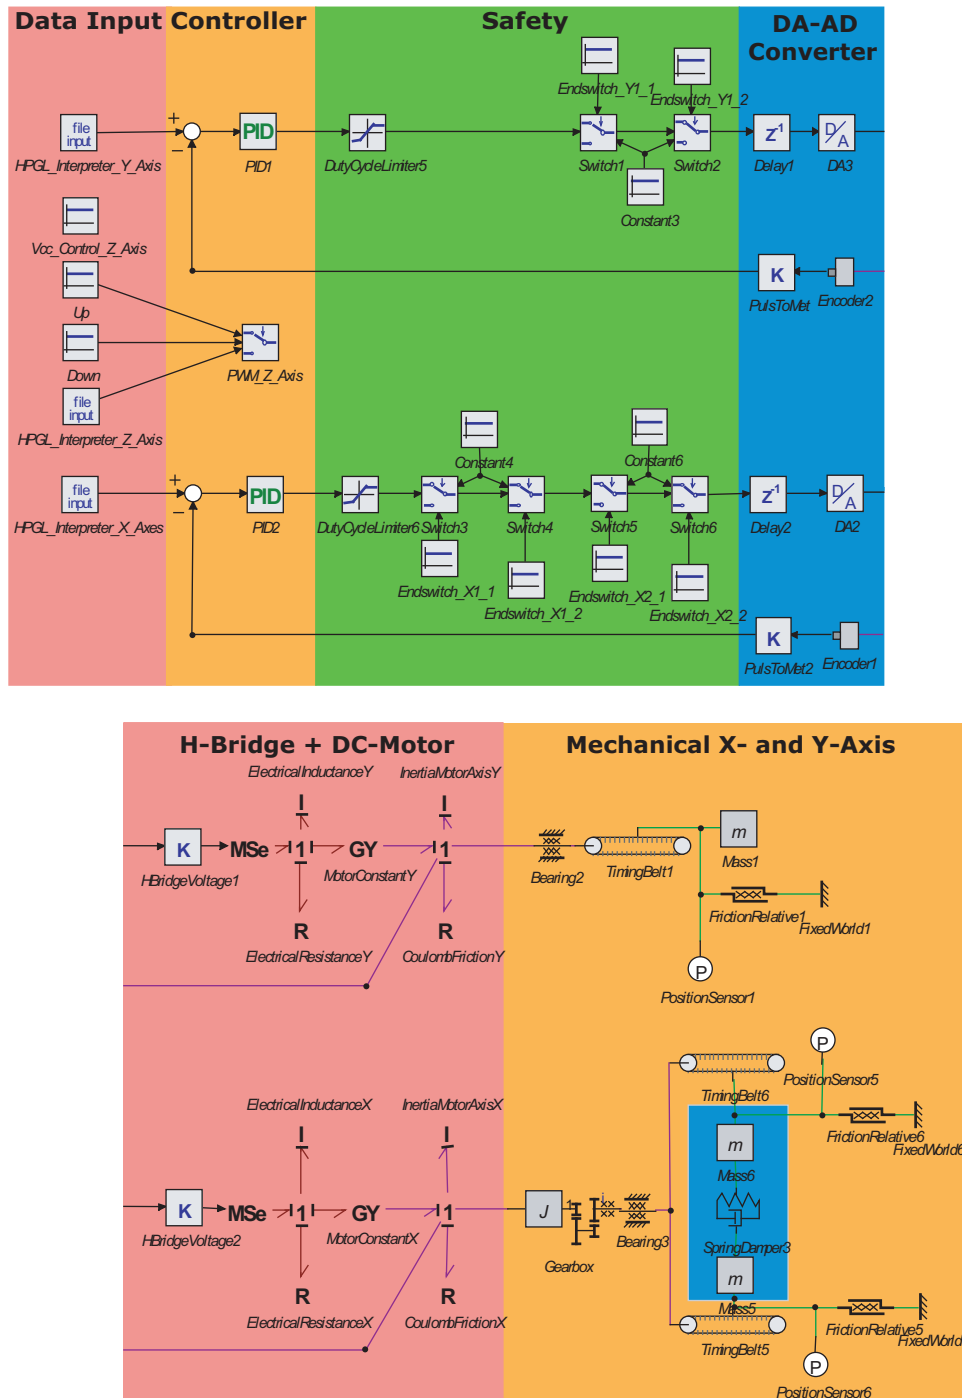 Data Input Controller Safety DA-AD
Converter
Endswitch_Y1_1
Endswitch_Y1_2
file
input
+
−
PID
Z-1
D/A
HPGL_Interpreter_Y_Axis
PID1
DutyCycleLimiter5
Switch1
Switch2
Delay1
DA3
Constant3
Vcc_Control_Z_Axis
K
PulsToMet
Encoder2
Up
Down
PWM_Z_Axis
file
input
HPGL_Interpreter_Z_Axis
Constant4
Constant6
file
input
+
−
PID
Z-1
D/A
HPGL_Interpreter_X_Axes
PID2
DutyCycleLimiter6
Switch3
Switch4
Switch5
Switch6
Delay2
DA2
Endswitch_X1_1
Endswitch_X1_2
Endswitch_X2_1
Endswitch_X2_2
K
PulsToMet2
Encoder1
H-Bridge + DC-Motor Mechanical X- and Y-Axis
ElectricalInductanceY
InertiaMotorAxisY
I
I
m
K
MSe
1
GY
1
HBridgeVoltage1
MotorConstantY
Bearing2
TimingBelt1
Mass1
R
R
FrictionRelative1
FixedWorld1
ElectricalResistanceY
CoulombFrictionY
P
PositionSensor1
P
PositionSensor5
TimingBelt6
ElectricalInductanceX
InertiaMotorAxisX
I
I
m
FrictionRelative6
FixedWorld6
Mass6
K
MSe
1
GY
1
J
1
i
HBridgeVoltage2
MotorConstantX
Gearbox
Bearing3
SpringDamper3
m
Mass5
R
R
ElectricalResistanceX
CoulombFrictionX
TimingBelt5
FrictionRelative5
P
PositionSensor6